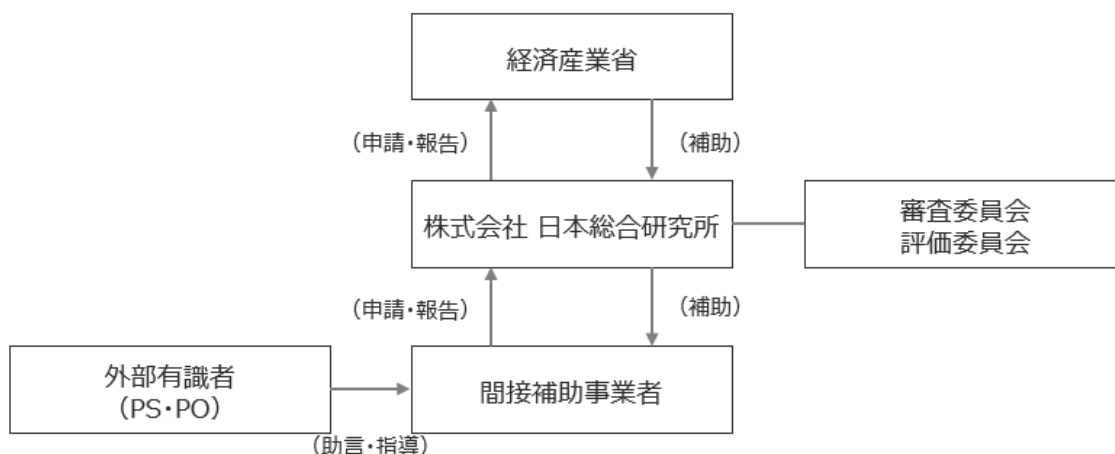 経済産業省
(申請・報告)
(補助)
株式会社 日本総合研究所
審査委員会
評価委員会
(申請・報告)
(補助)
外部有識者
(PS・PO)
間接補助事業者
(助言・指導)